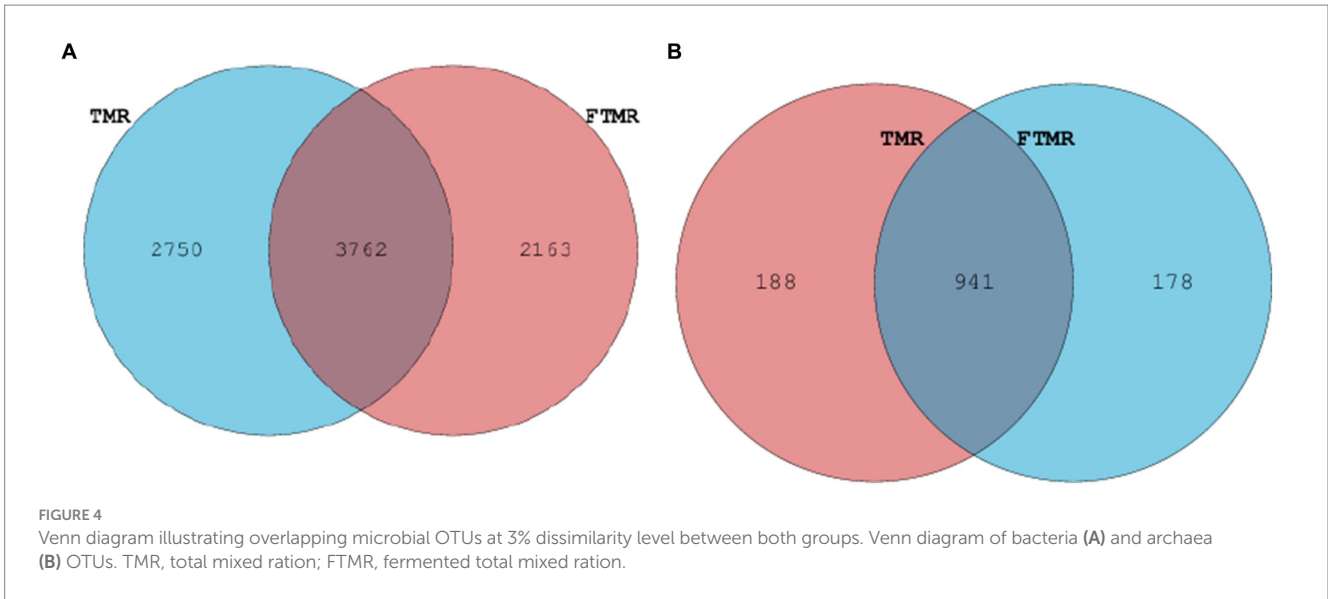 A
B
TMR
FTMR
TMR
FTMR
2750
3762
2163
188
941
178
FIGURE 4
Venn diagram illustrating overlapping microbial OTUs at 3% dissimilarity level between both groups. Venn diagram of bacteria (A) and archaea
(B) OTUs. TMR, total mixed ration; FTMR, fermented total mixed ration.